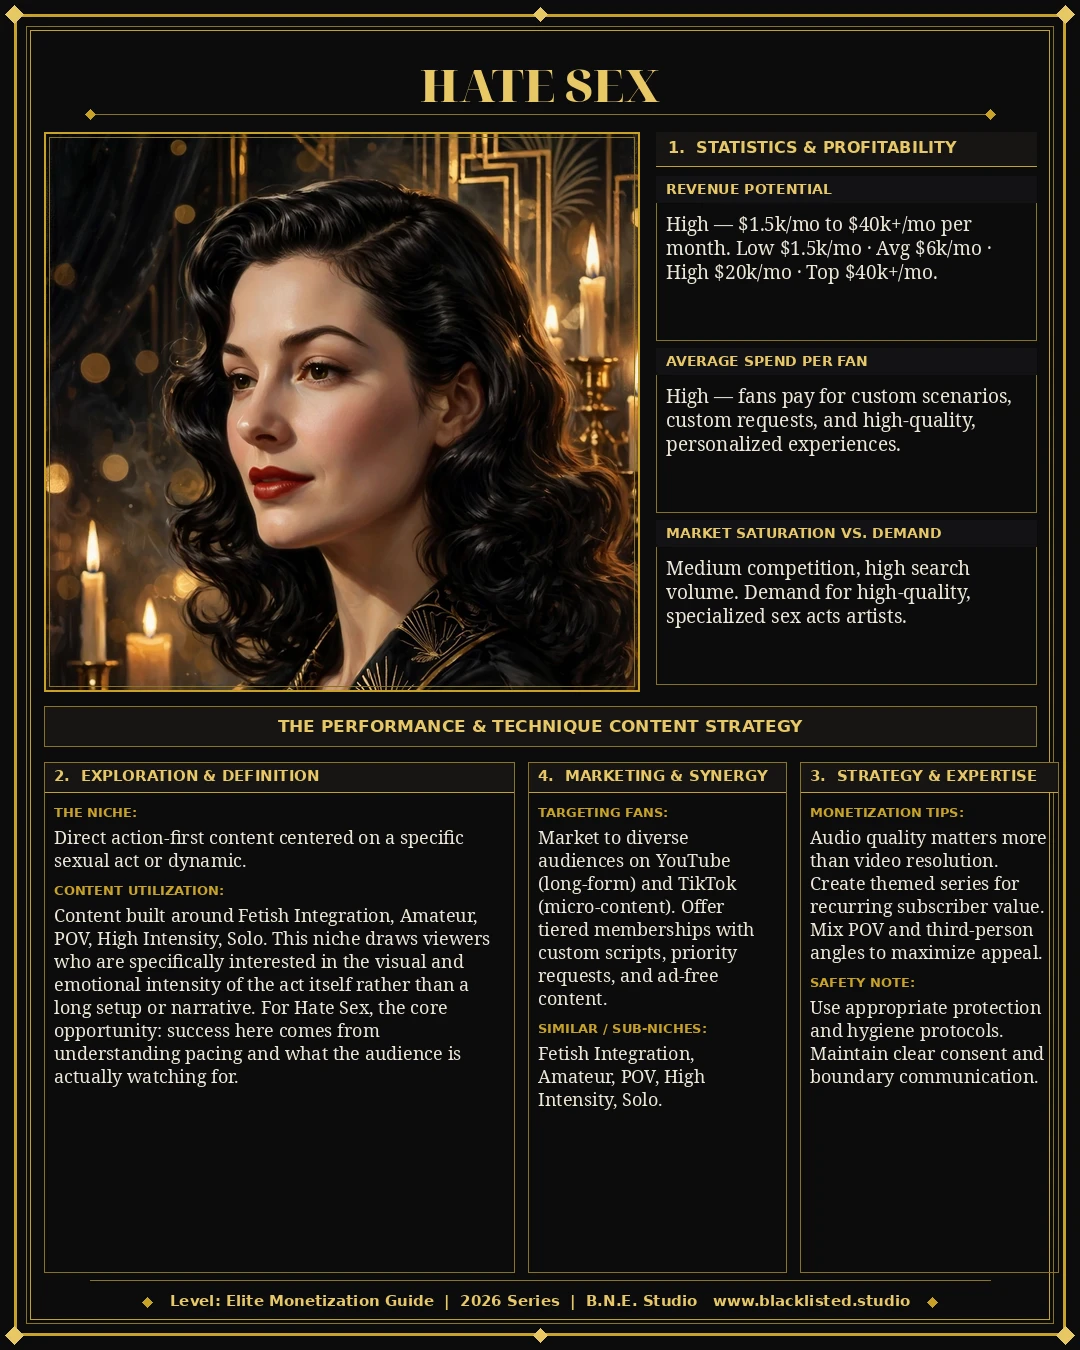 HATE SEX
1. STATISTICS & PROFITABILITY
REVENUE POTENTIAL
High — $1.5k/mo to $40k+/mo per
month. Low $1.5k/mo · Avg $6k/mo ·
High $20k/mo · Top $40k+/mo.
AVERAGE SPEND PER FAN
High — fans pay for custom scenarios,
custom requests, and high-quality,
personalized experiences.
MARKET SATURATION VS. DEMAND
Medium competition, high search
volume. Demand for high-quality,
specialized sex acts artists.
THE PERFORMANCE & TECHNIQUE CONTENT STRATEGY
2. EXPLORATION & DEFINITION
THE NICHE:
Direct action-first content centered on a specific
sexual act or dynamic.
CONTENT UTILIZATION:
Content built around Fetish Integration, Amateur,
POV, High Intensity, Solo. This niche draws viewers
who are specifically interested in the visual and
emotional intensity of the act itself rather than a
long setup or narrative. For Hate Sex, the core
opportunity: success here comes from
understanding pacing and what the audience is
actually watching for.
4. MARKETING & SYNERGY
TARGETING FANS:
Market to diverse
audiences on YouTube
(long-form) and TikTok
(micro-content). Offer
tiered memberships with
custom scripts, priority
requests, and ad-free
content.
SIMILAR / SUB-NICHES:
Fetish Integration,
Amateur, POV, High
Intensity, Solo.
3. STRATEGY & EXPERTISE
MONETIZATION TIPS:
Audio quality matters more
than video resolution.
Create themed series for
recurring subscriber value.
Mix POV and third-person
angles to maximize appeal.
SAFETY NOTE:
Use appropriate protection
and hygiene protocols.
Maintain clear consent and
boundary communication.
Level: Elite Monetization Guide | 2026 Series | B.N.E. Studio www.blacklisted.studio